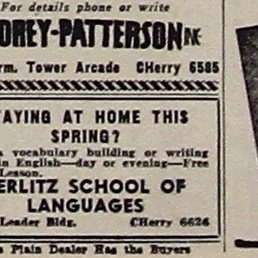 For details phone or write
OREY-PATTERSON INC
rm. Tower Arcade CHerry 6585
AYING AT HOME THIS
SPRING?
vocabulary building or writing
in English—day or evening—Free
Lesson.
ERLITZ SCHOOL OF
LANGUAGES
Leader Bldg. CHerry 6626
Plain Dealer Has the Buyers